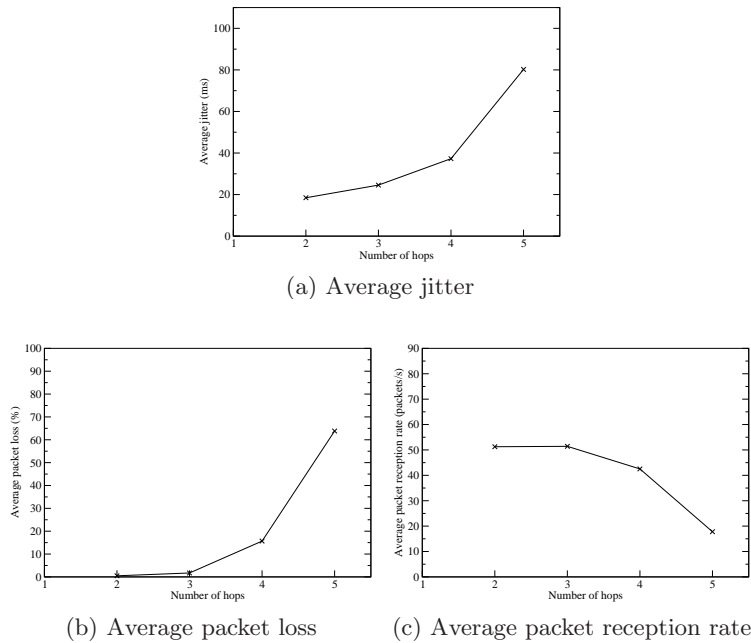 100
80
60
40
20
0
Average jitter (ms)
1 2 3 4 5
Number of hops
(a) Average jitter
100
90
80
70
60
50
40
30
20
10
0
Average packet loss (%)
1 2 3 4 5
Number of hops
(b) Average packet loss
90
80
70
60
50
40
30
20
10
0
Average packet reception rate (packets/s)
1 2 3 4 5
Number of hops
(c) Average packet reception rate